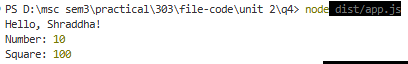 PS D:\msc sem3\practical\303\file-code\unit 2\q4> node dist/app.js
Hello, Shraddha!
Number: 10
Square: 100